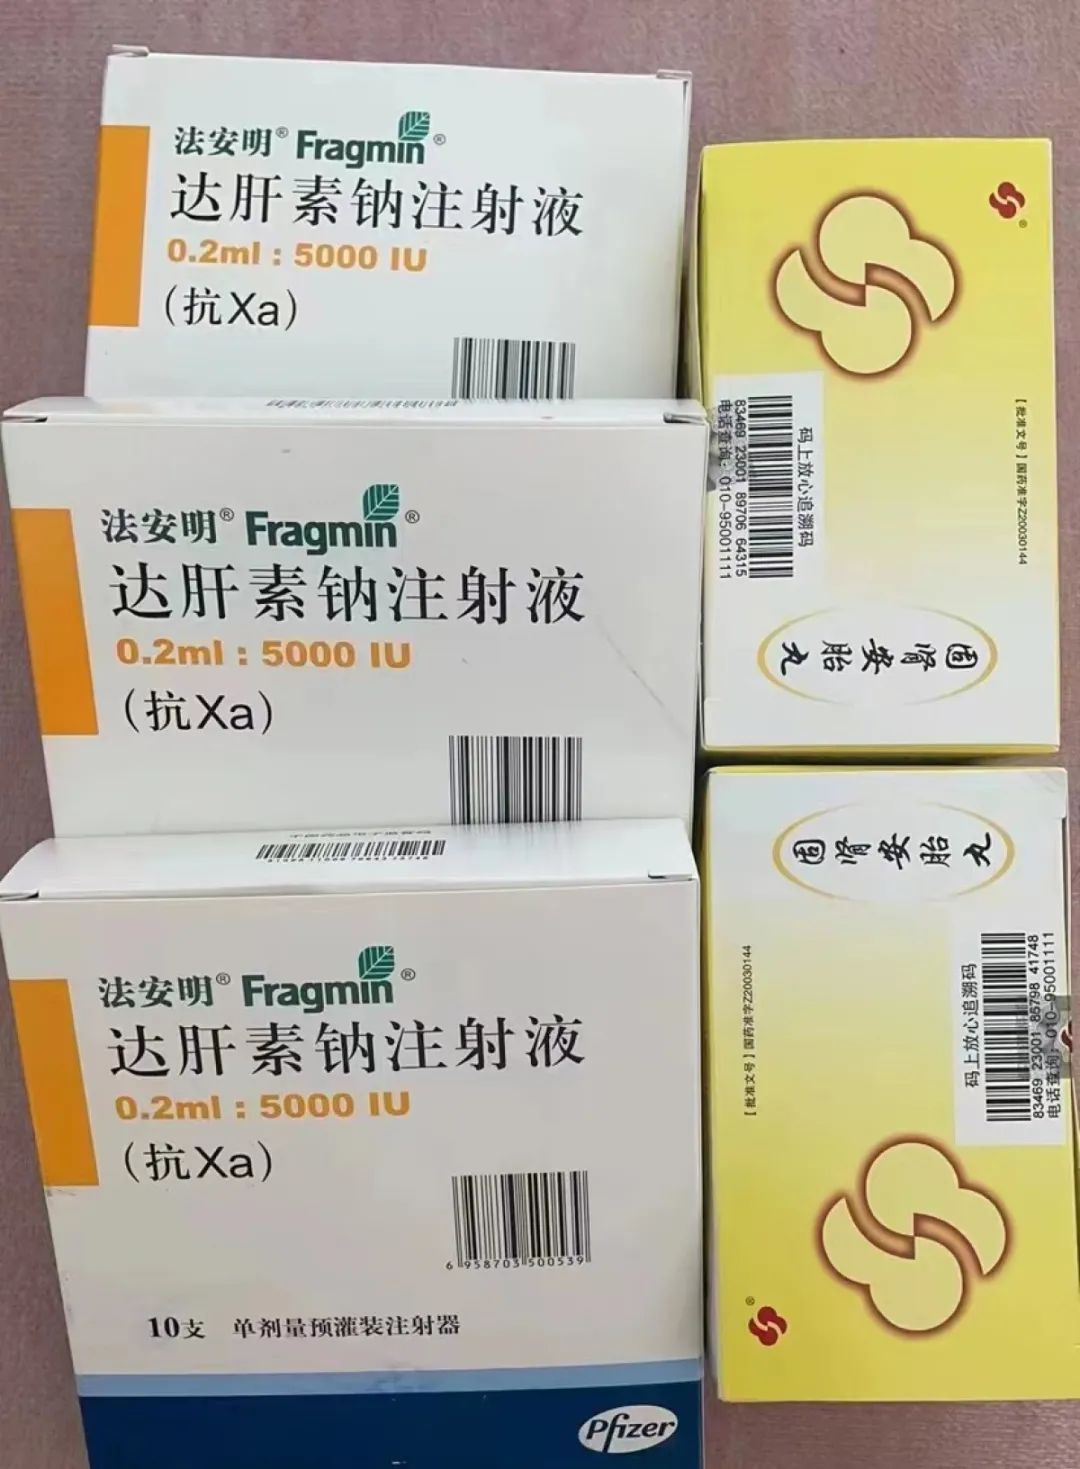 法安明® Fragmin®
达肝素钠注射液
0.2ml : 5000 IU
(抗Xa)
法安明® Fragmin®
达肝素钠注射液
0.2ml : 5000 IU
(抗Xa)
法安明® Fragmin®
达肝素钠注射液
0.2ml : 5000 IU
(抗Xa)
6 958703 500539
10支 单剂量预灌装注射器
Pfizer
®
【批准文号】国药准字Z20030144
码上放心追溯码
83469 23001 89706 64315
电话查询: 010-95001111
固肾安胎丸
固肾安胎丸
【批准文号】国药准字Z20030144
码上放心追溯码
83469 23001 85798 41748
电话查询: 010-95001111
®